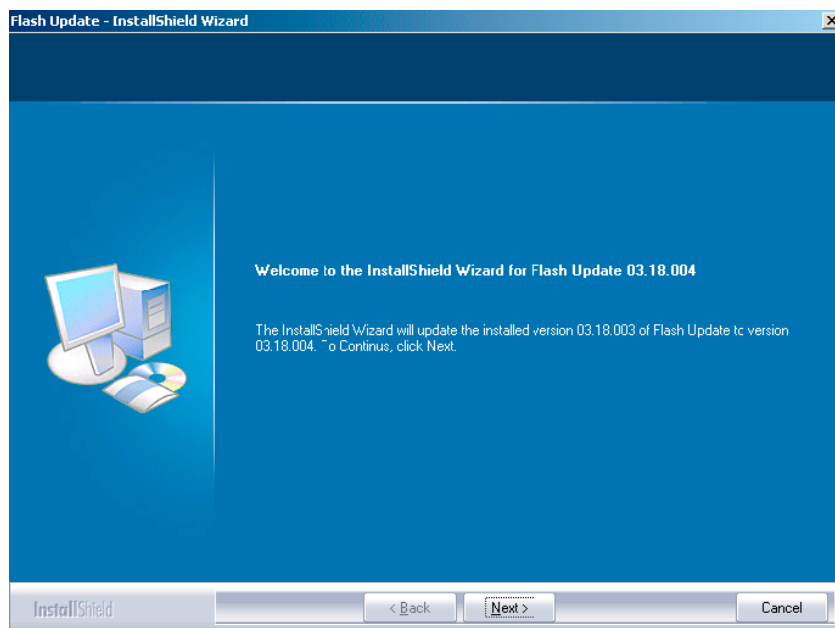 Flash Update - InstallShield Wizard
Welcome to the InstallShield Wizard for Flash Update 03.18.004
The InstallShield Wizard will update the installed version 03.18.003 of Flash Update to version
03.18.004. To Continue, click Next.
InstallShield
< Back
Next >
Cancel